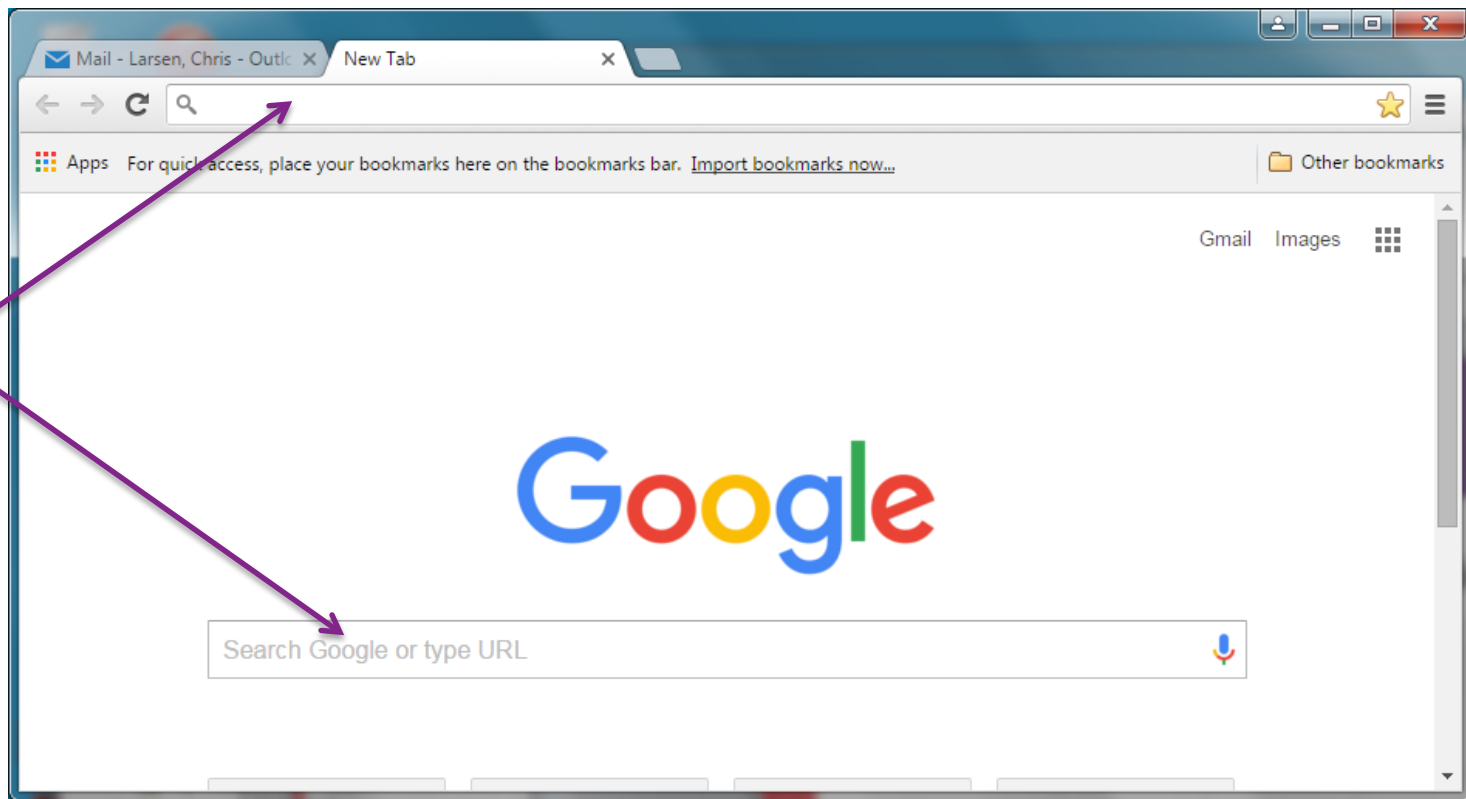 Mail - Larsen, Chris - Outlo
New Tab
Apps For quick access, place your bookmarks here on the bookmarks bar. Import bookmarks now...
Other bookmarks
Gmail Images
Google
Search Google or type URL